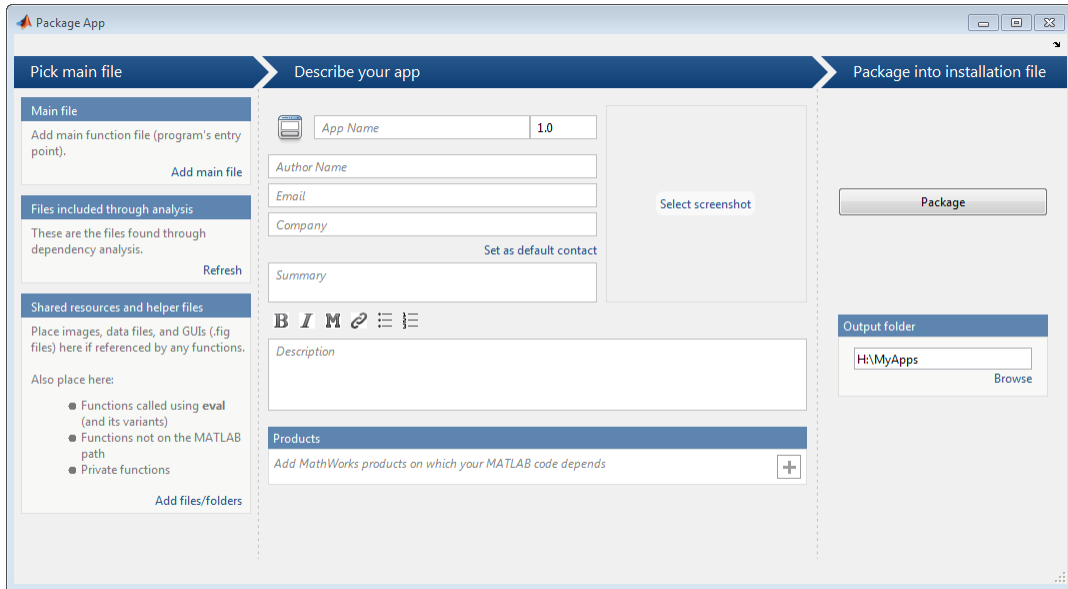 Package App
Pick main file
Describe your app
Package into installation file
Main file
Add main function file (program's entry
point).
Add main file
Files included through analysis
These are the files found through
dependency analysis.
Refresh
Shared resources and helper files
Place images, data files, and GUIs (.fig
files) here if referenced by any functions.
Also place here:
Functions called using eval
(and its variants)
Functions not on the MATLAB
path
Private functions
Add files/folders
App Name
1.0
Author Name
Email
Company
Set as default contact
Summary
Select screenshot
B I M
Description
Products
Add MathWorks products on which your MATLAB code depends
Package
Output folder
H:\MyApps
Browse